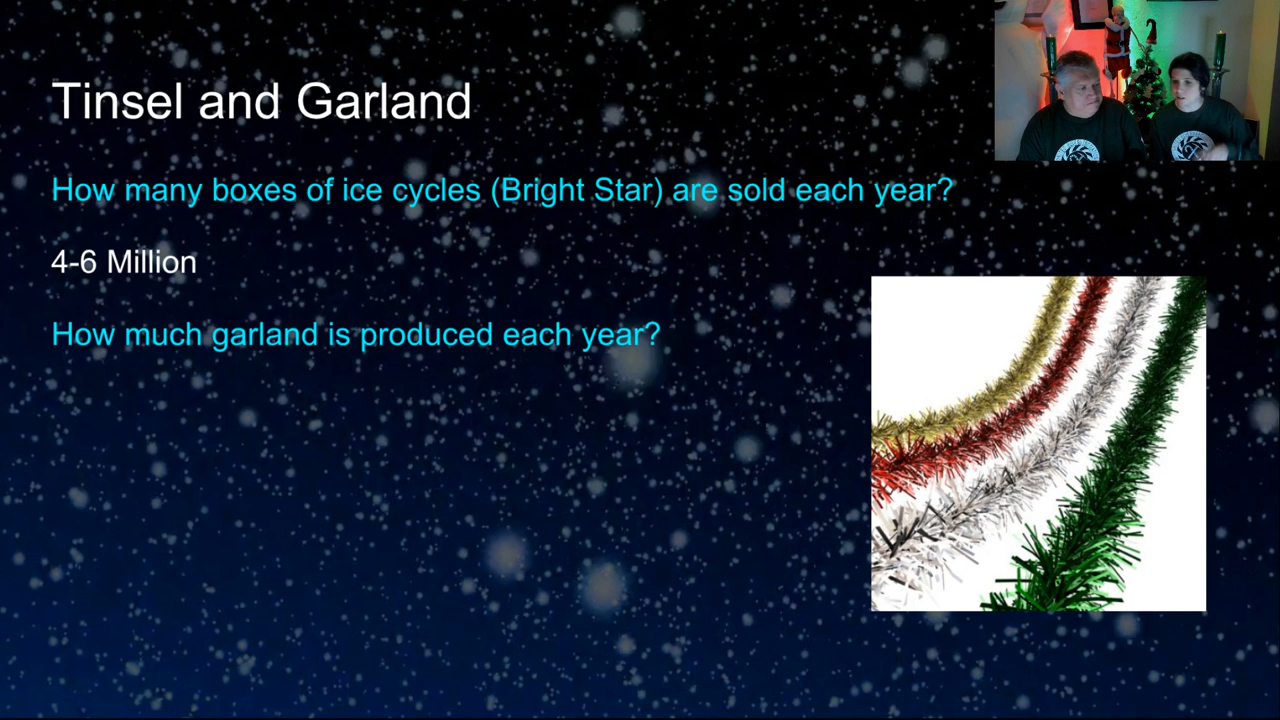 Tinsel and Garland
How many boxes of ice cycles (Bright Star) are sold each year?
4-6 Million
How much garland is produced each year?